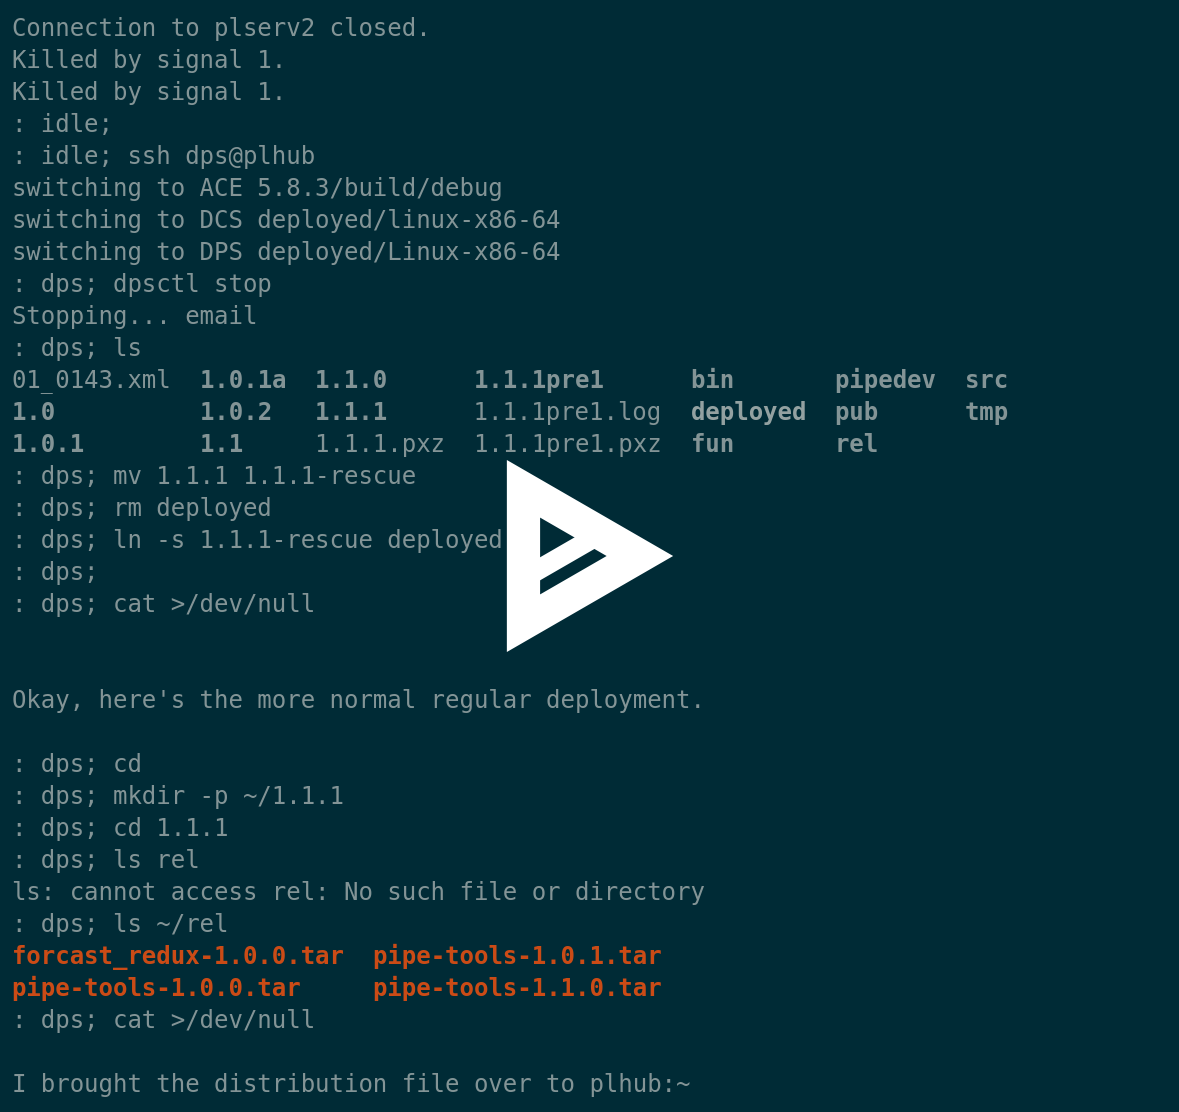 Connection to plserv2 closed.
Killed by signal 1.
Killed by signal 1.
: idle;
: idle; ssh dps@plhub
switching to ACE 5.8.3/build/debug
switching to DCS deployed/linux-x86-64
switching to DPS deployed/Linux-x86-64
: dps; dpsctl stop
Stopping... email
: dps; ls
01_0143.xml  1.0.1a  1.1.0      1.1.1pre1      bin       pipedev  src
1.0          1.0.2   1.1.1      1.1.1pre1.log  deployed  pub      tmp
1.0.1        1.1     1.1.1.pxz  1.1.1pre1.pxz  fun       rel
: dps; mv 1.1.1 1.1.1-rescue
: dps; rm deployed
: dps; ln -s 1.1.1-rescue deployed
: dps;
: dps; cat >/dev/null
Okay, here's the more normal regular deployment.
: dps; cd
: dps; mkdir -p ~/1.1.1
: dps; cd 1.1.1
: dps; ls rel
ls: cannot access rel: No such file or directory
: dps; ls ~/rel
forcast_redux-1.0.0.tar  pipe-tools-1.0.1.tar
pipe-tools-1.0.0.tar     pipe-tools-1.1.0.tar
: dps; cat >/dev/null
I brought the distribution file over to plhub:~